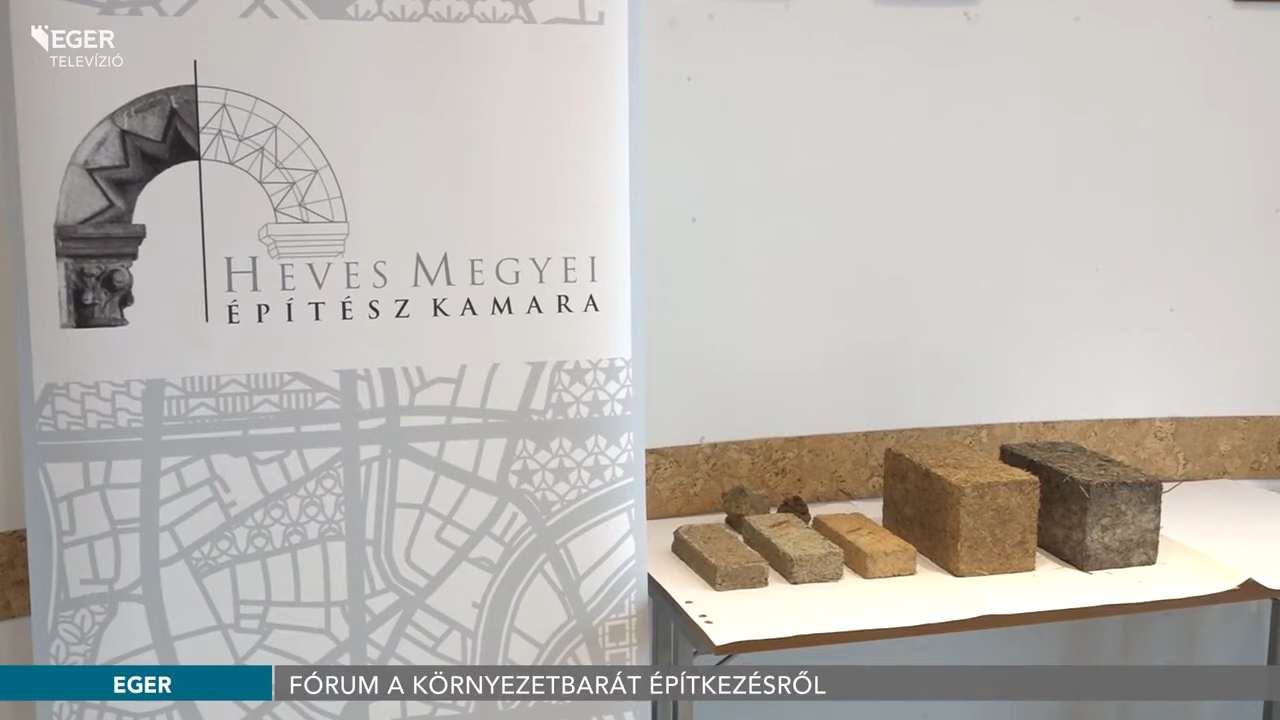 EGER
TELEVÍZIÓ
HEVES MEGYEI
ÉPÍTÉSZ KAMARA
EGER
FÓRUM A KÖRNYEZETBARÁT ÉPÍTKEZÉSRŐL